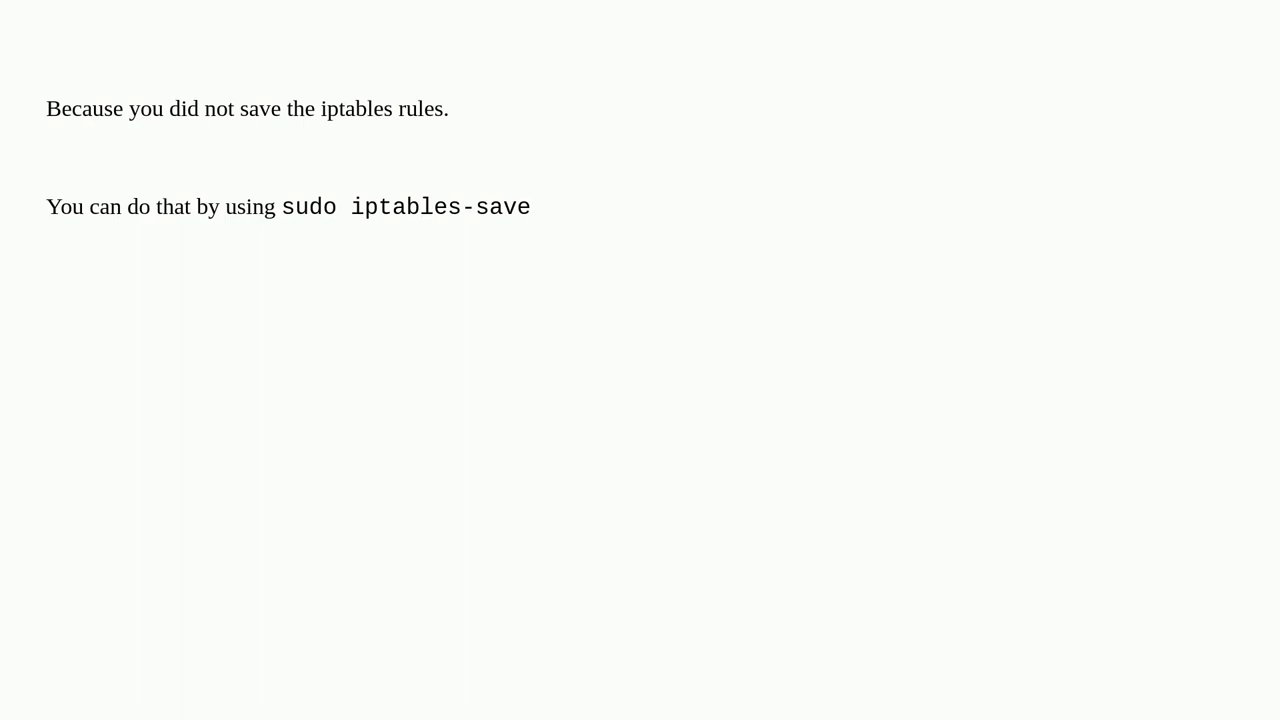 Because you did not save the iptables rules.
You can do that by using sudo iptables-save